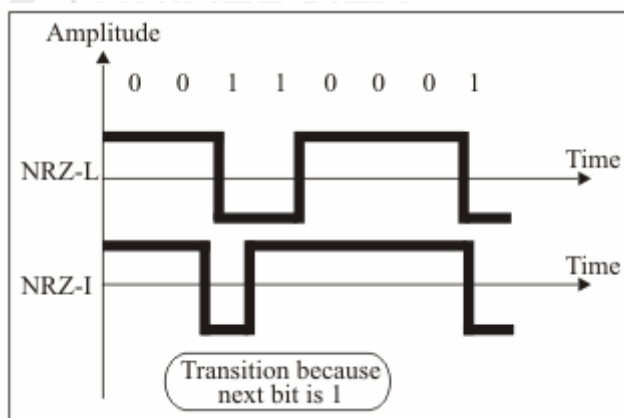 Amplitude
0 0 1 1 0 0 0 1
Time
NRZ-L
Time
NRZ-I
Transition because
next bit is 1